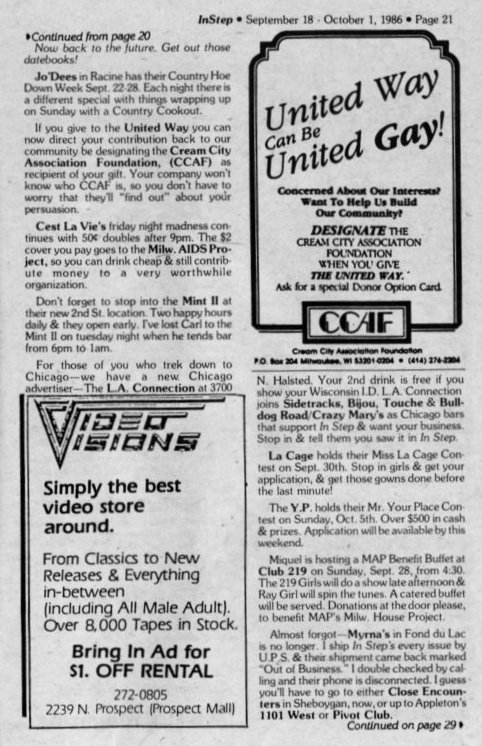 InStep • September 18 - October 1, 1986 • Page 21
▶Continued from page 20
Now back to the future. Get out those
datebooks!
Jo'Dees in Racine has their Country Hoe
Down Week Sept. 22-28. Each night there is
a different special with things wrapping up
on Sunday with a Country Cookout.
If you give to the United Way you can
now direct your contribution back to our
community be designating the Cream City
Association Foundation, (CCAF) as
recipient of your gift. Your company won't
know who CCAF is, so you don't have to
worry that they'll "find out" about your
persuasion.
Cest La Vie's friday night madness con-
tinues with 50¢ doubles after 9pm. The $2
cover you pay goes to the Milw. AIDS Pro-
ject, so you can drink cheap & still contrib-
ute money to a very worthwhile
organization.
Don't forget to stop into the Mint II at
their new 2nd St. location. Two happy hours
daily & they open early. I've lost Carl to the
Mint II on tuesday night when he tends bar
from 6pm to 1am.
For those of you who trek down to
Chicago—we have a new Chicago
advertiser—The L.A. Connection at 3700
VIDEO
VISIONS
Simply the best
video store
around.
From Classics to New
Releases & Everything
in-between
(including All Male Adult).
Over 8,000 Tapes in Stock.
Bring In Ad for
$1. OFF RENTAL
272-0805
2239 N. Prospect (Prospect Mall)
United Way
Can Be
United Gay!
Concerned About Our Interests?
Want To Help Us Build
Our Community?
DESIGNATE THE
CREAM CITY ASSOCIATION
FOUNDATION
WHEN YOU GIVE
THE UNITED WAY.
Ask for a special Donor Option Card
CCAF
Cream City Association Foundation
P.O. Box 204 Milwaukee, WI 53201-0204 • (414) 276-2204
N. Halsted. Your 2nd drink is free if you
show your Wisconsin I.D. L.A. Connection
joins Sidetracks, Bijou, Touche & Bull-
dog Road/Crazy Mary's as Chicago bars
that support In Step & want your business.
Stop in & tell them you saw it in In Step.
La Cage holds their Miss La Cage Con-
test on Sept. 30th. Stop in girls & get your
application, & get those gowns done before
the last minute!
The Y.P. holds their Mr. Your Place Con-
test on Sunday, Oct. 5th. Over $500 in cash
& prizes. Application will be available by this
weekend.
Miquel is hosting a MAP Benefit Buffet at
Club 219 on Sunday, Sept. 28, from 4:30.
The 219 Girls will do a show late afternoon &
Ray Girl will spin the tunes. A catered buffet
will be served. Donations at the door please,
to benefit MAP's Milw. House Project.
Almost forgot—Myrna's in Fond du Lac
is no longer. I ship In Step's every issue by
U.P.S. & their shipment came back marked
"Out of Business." I double checked by cal-
ling and their phone is disconnected. I guess
you'll have to go to either Close Encoun-
ters in Sheboygan, now, or up to Appleton's
1101 West or Pivot Club.
Continued on page 29▶